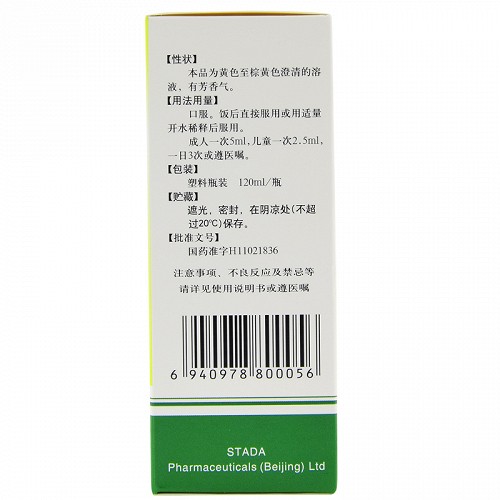 【性状】
本品为黄色至棕黄色澄清的溶
液，有芳香气。
【用法用量】
口服。饭后直接服用或用适量
开水稀释后服用。
成人一次5ml,儿童一次2.5ml,
一日3次或遵医嘱。
【包装】
塑料瓶装 120ml/瓶
【贮藏】
遮光，密封，在阴凉处(不超
过20℃)保存。
【批准文号】
国药准字H11021836
注意事项、不良反应及禁忌等
请详见使用说明书或遵医嘱
6 940978 800056
STADA
Pharmaceuticals (Beijing) Ltd